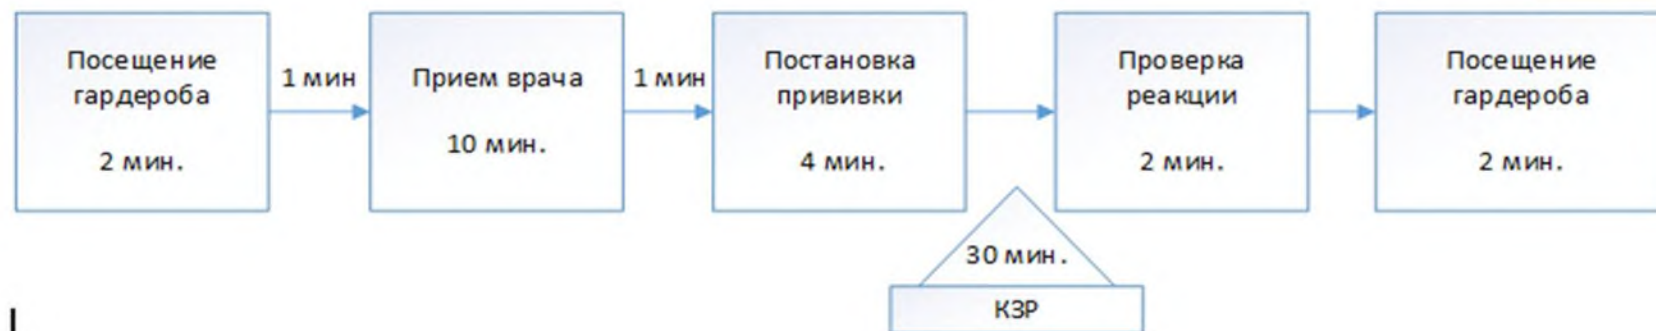 Посещение
гардероба
2 мин.
1 мин
Прием врача
10 мин.
1 мин
Постановка
прививки
4 мин.
Проверка
реакции
2 мин.
Посещение
гардероба
2 мин.
30 мин.
КЗР